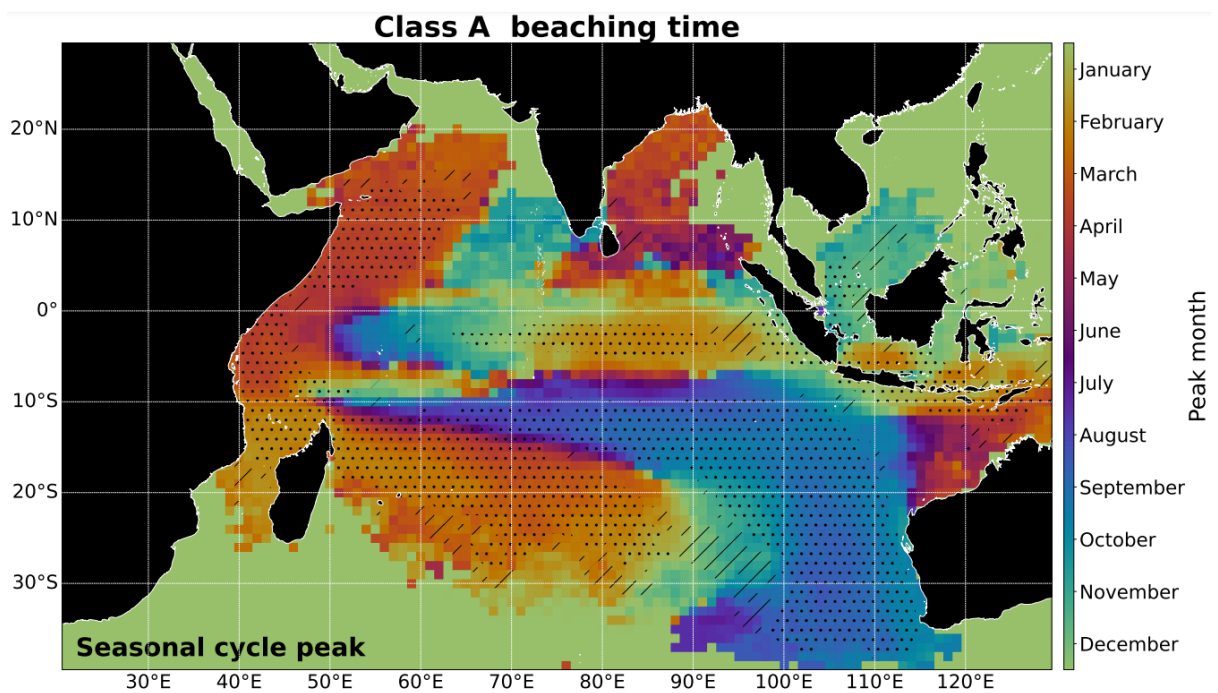 Class A beaching time
20°N
10°N
0°
10°S
20°S
30°S
30°E 40°E 50°E 60°E 70°E 80°E 90°E 100°E 110°E 120°E
Seasonal cycle peak
January
February
March
April
May
June
July
August
September
October
November
December
Peak month